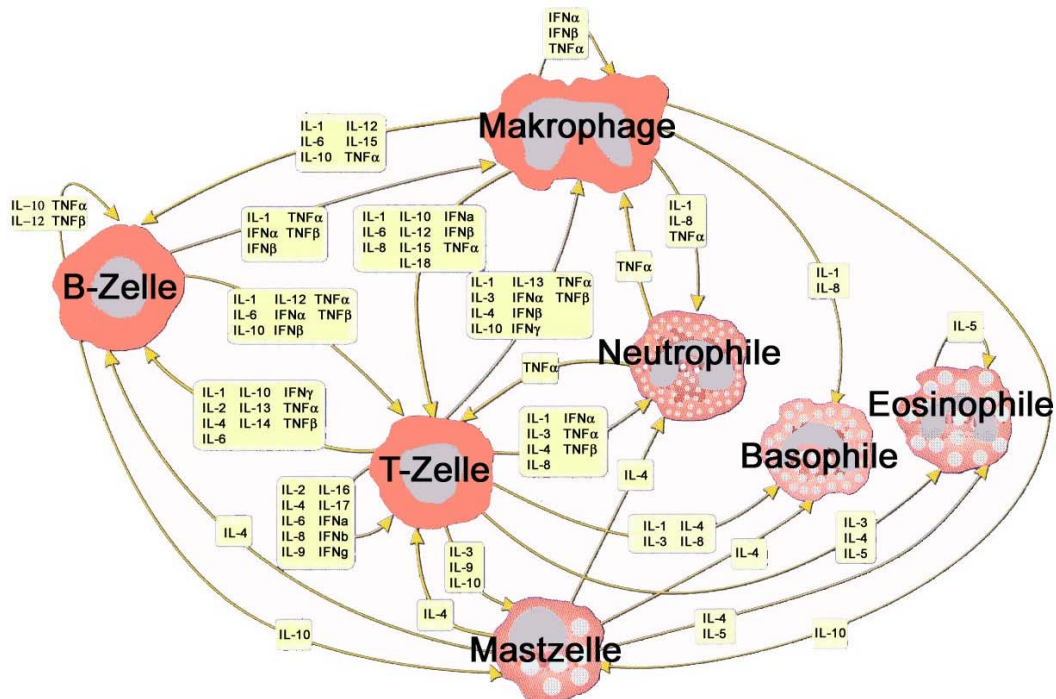 IFNα
IFNβ
TNFα
Makrophage
IL-1 IL-12
IL-6 IL-15
IL-10 TNFα
IL-10 TNFα
IL-12 TNFβ
B-Zelle
IL-1 TNFα
IFNα TNFβ
IFNβ
IL-1 IL-10 IFNa
IL-6 IL-12 IFNβ
IL-8 IL-15 TNFα
IL-18
IL-1
IL-8
TNFα
TNFα
IL-1 IL-13 TNFα
IL-3 IFNα TNFβ
IL-4 IFNβ
IL-10 IFNγ
IL-1
IL-8
IL-1 IL-12 TNFα
IL-6 IFNα TNFβ
IL-10 IFNβ
Neutrophile
IL-5
TNFα
Eosinophile
IL-1 IL-10 IFNγ
IL-2 IL-13 TNFα
IL-4 IL-14 TNFβ
IL-6
IL-1 IFNα
IL-3 TNFα
IL-4 TNFβ
IL-8
T-Zelle
Basophile
IL-4
IL-2 IL-16
IL-4 IL-17
IL-6 IFNa
IL-8 IFNb
IL-9 IFNg
IL-4
IL-1 IL-4
IL-3 IL-8
IL-3
IL-4
IL-5
IL-3
IL-9
IL-10
IL-4
IL-4
IL-4
IL-5
IL-10
IL-10
Mastzelle